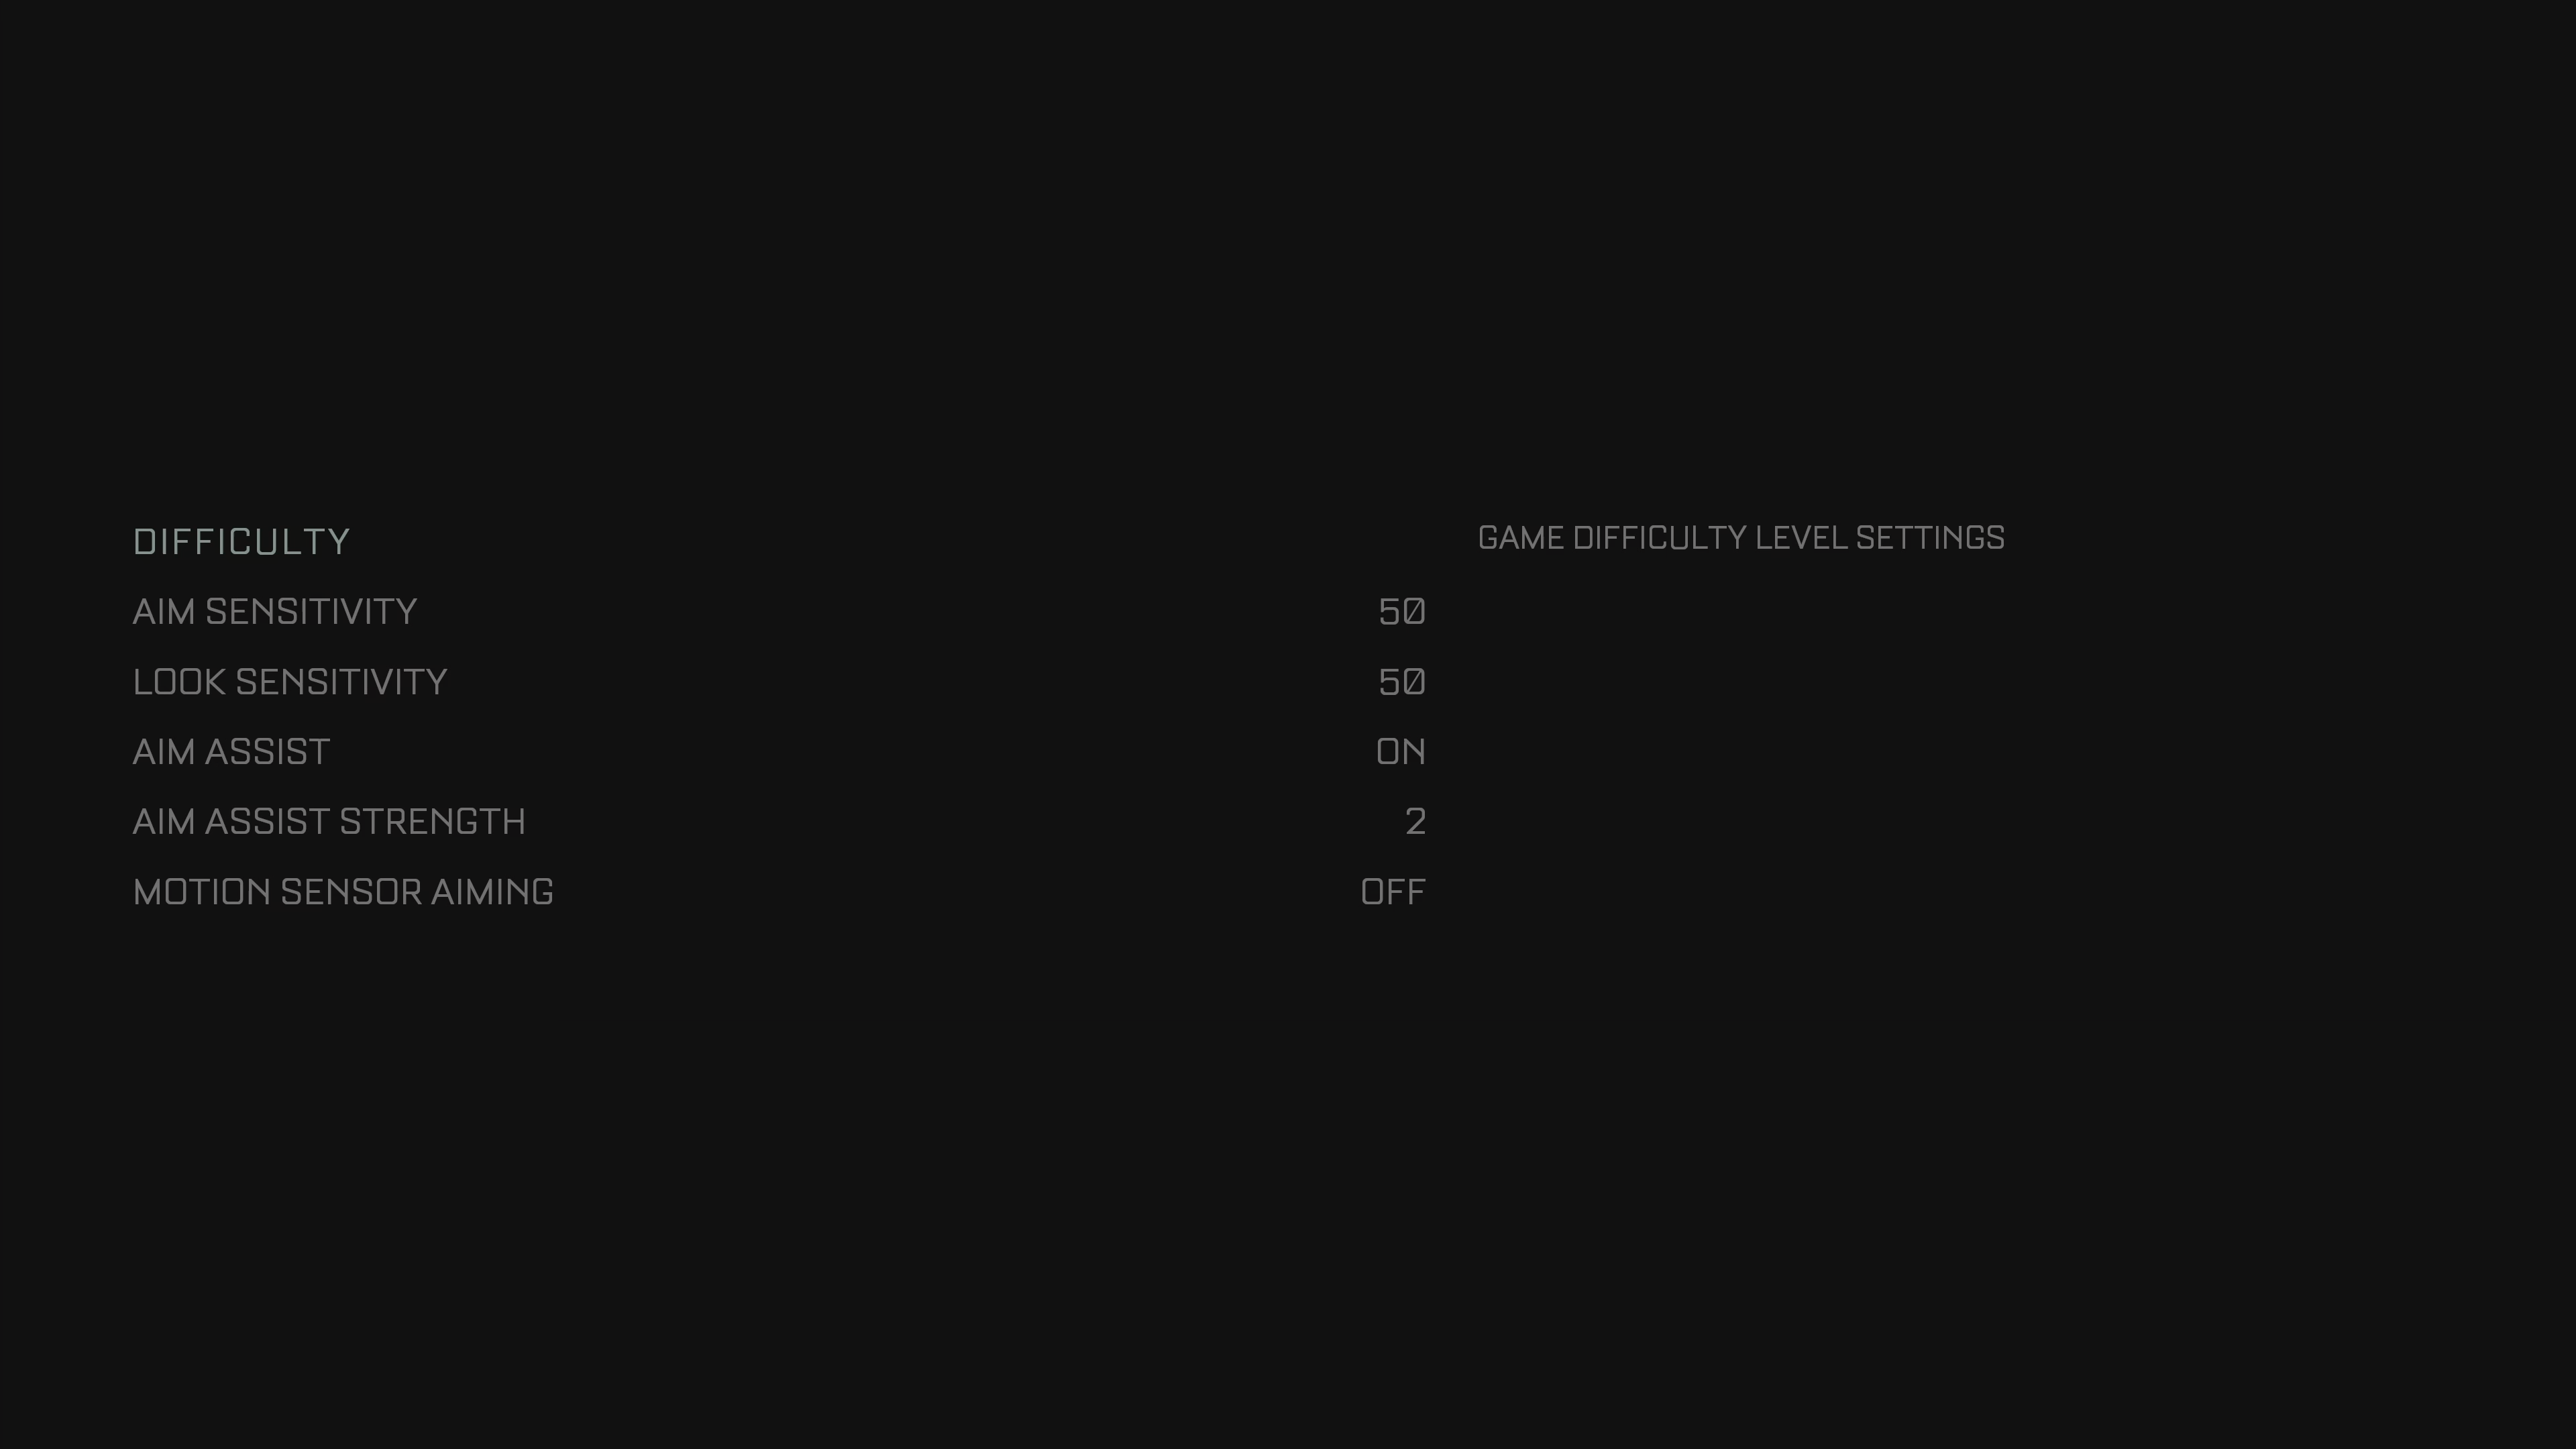 DIFFICULTY GAME DIFFICULTY LEVEL SETTINGS
AIM SENSITIVITY 50
LOOK SENSITIVITY 50
AIM ASSIST ON
AIM ASSIST STRENGTH 2
MOTION SENSOR AIMING OFF